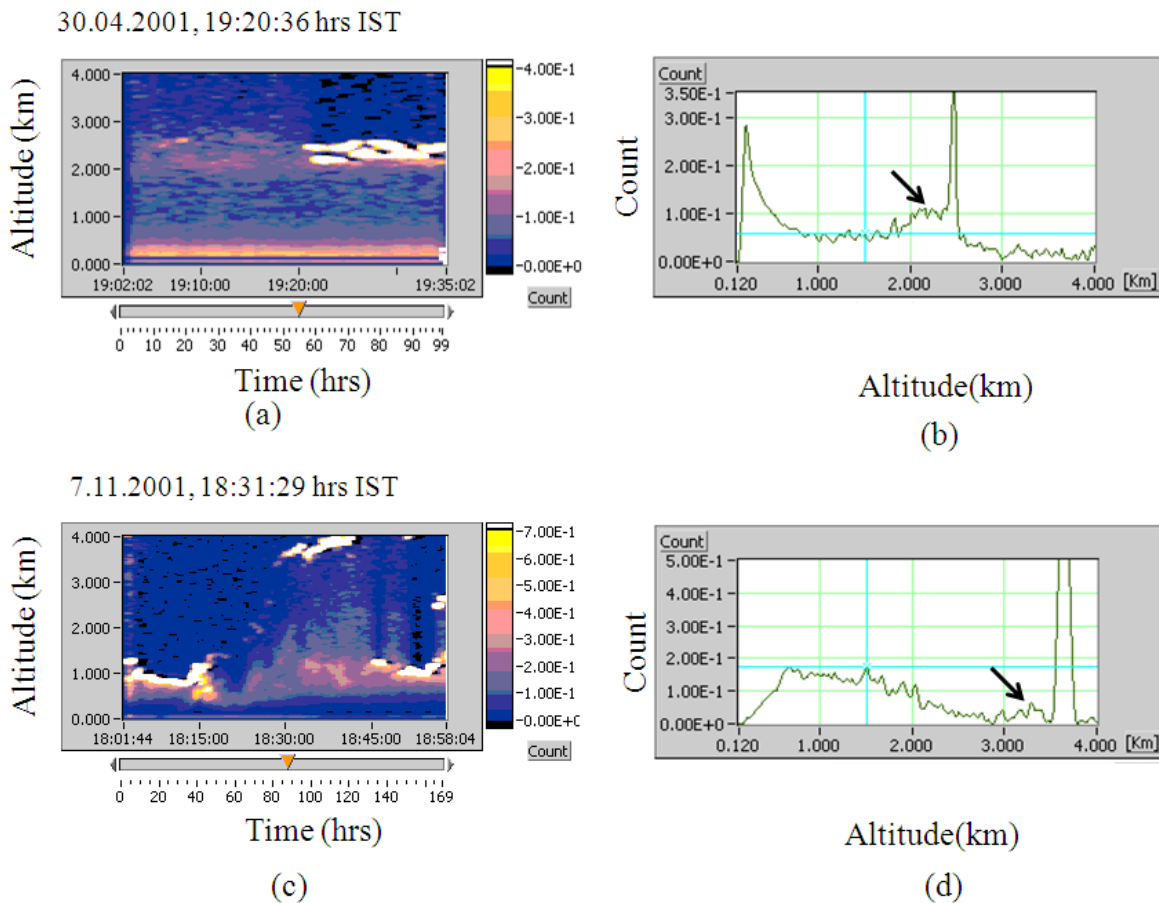 30.04.2001, 19:20:36 hrs IST
Altitude (km)
4.000
3.000
2.000
1.000
0.000
19:02:02 19:10:00 19:20:00 19:35:02
0 10 20 30 40 50 60 70 80 90 99
Time (hrs)
(a)
4.00E-1
3.00E-1
2.00E-1
1.00E-1
0.00E+0
Count
Count
Count
3.50E-1
3.00E-1
2.00E-1
1.00E-1
0.00E+0
0.120 1.000 2.000 3.000 4.000 [Km]
Altitude(km)
(b)
7.11.2001, 18:31:29 hrs IST
Altitude (km)
4.000
3.000
2.000
1.000
0.000
18:01:44 18:15:00 18:30:00 18:45:00 18:58:04
0 20 40 60 80 100 120 140 169
Time (hrs)
(c)
7.00E-1
6.00E-1
5.00E-1
4.00E-1
3.00E-1
2.00E-1
1.00E-1
0.00E+0
Count
Count
Count
5.00E-1
4.00E-1
3.00E-1
2.00E-1
1.00E-1
0.00E+0
0.120 1.000 2.000 3.000 4.000 [Km]
Altitude(km)
(d)